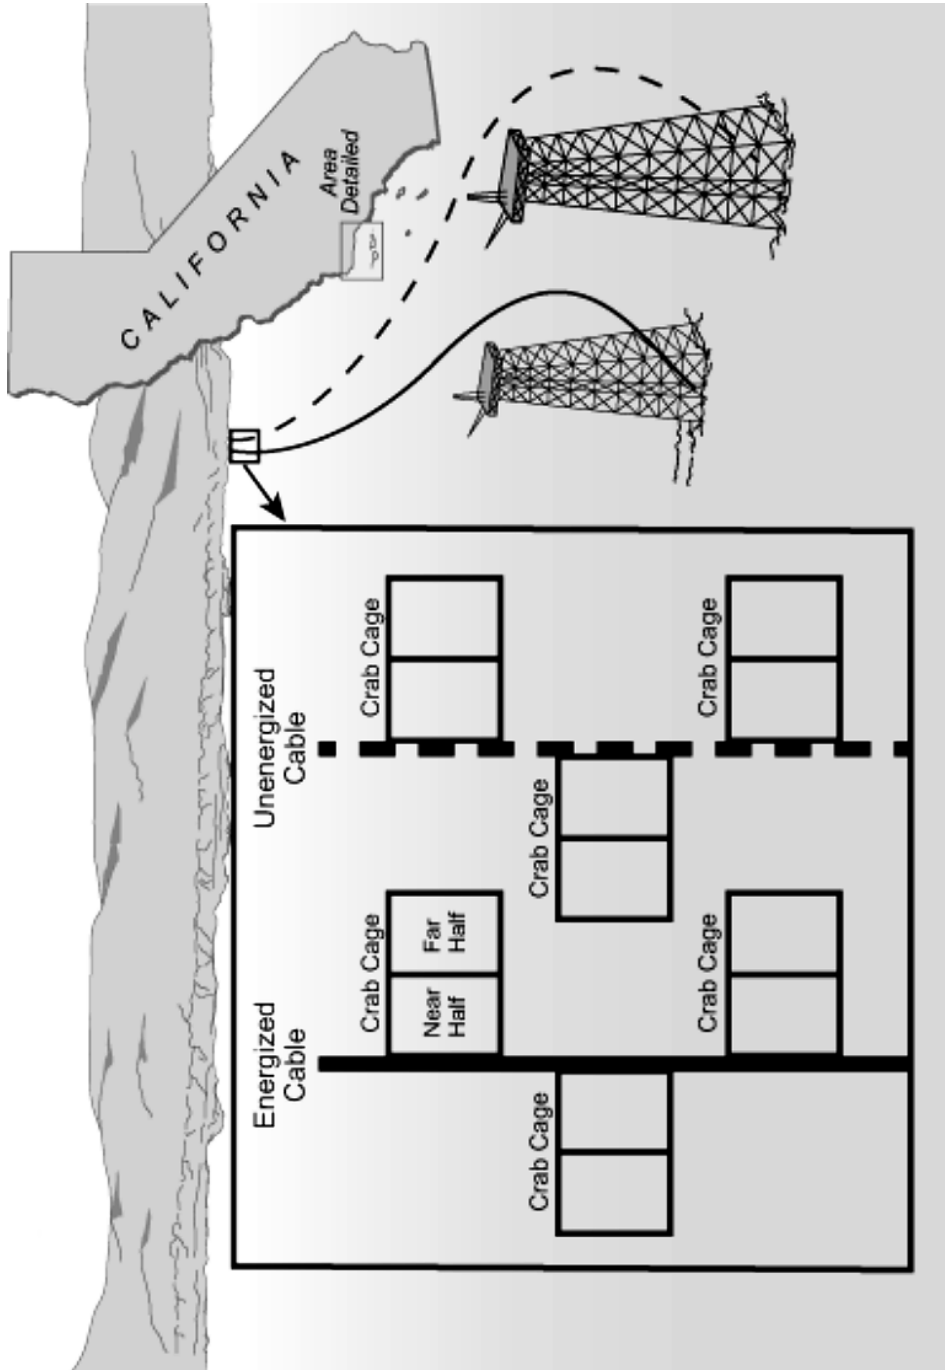 CALIFORNIA
Area
Detailed
Energized
Cable
Unenergized
Cable
Crab Cage
Near
Half
Far
Half
Crab Cage
Crab Cage
Crab Cage
Crab Cage
Crab Cage